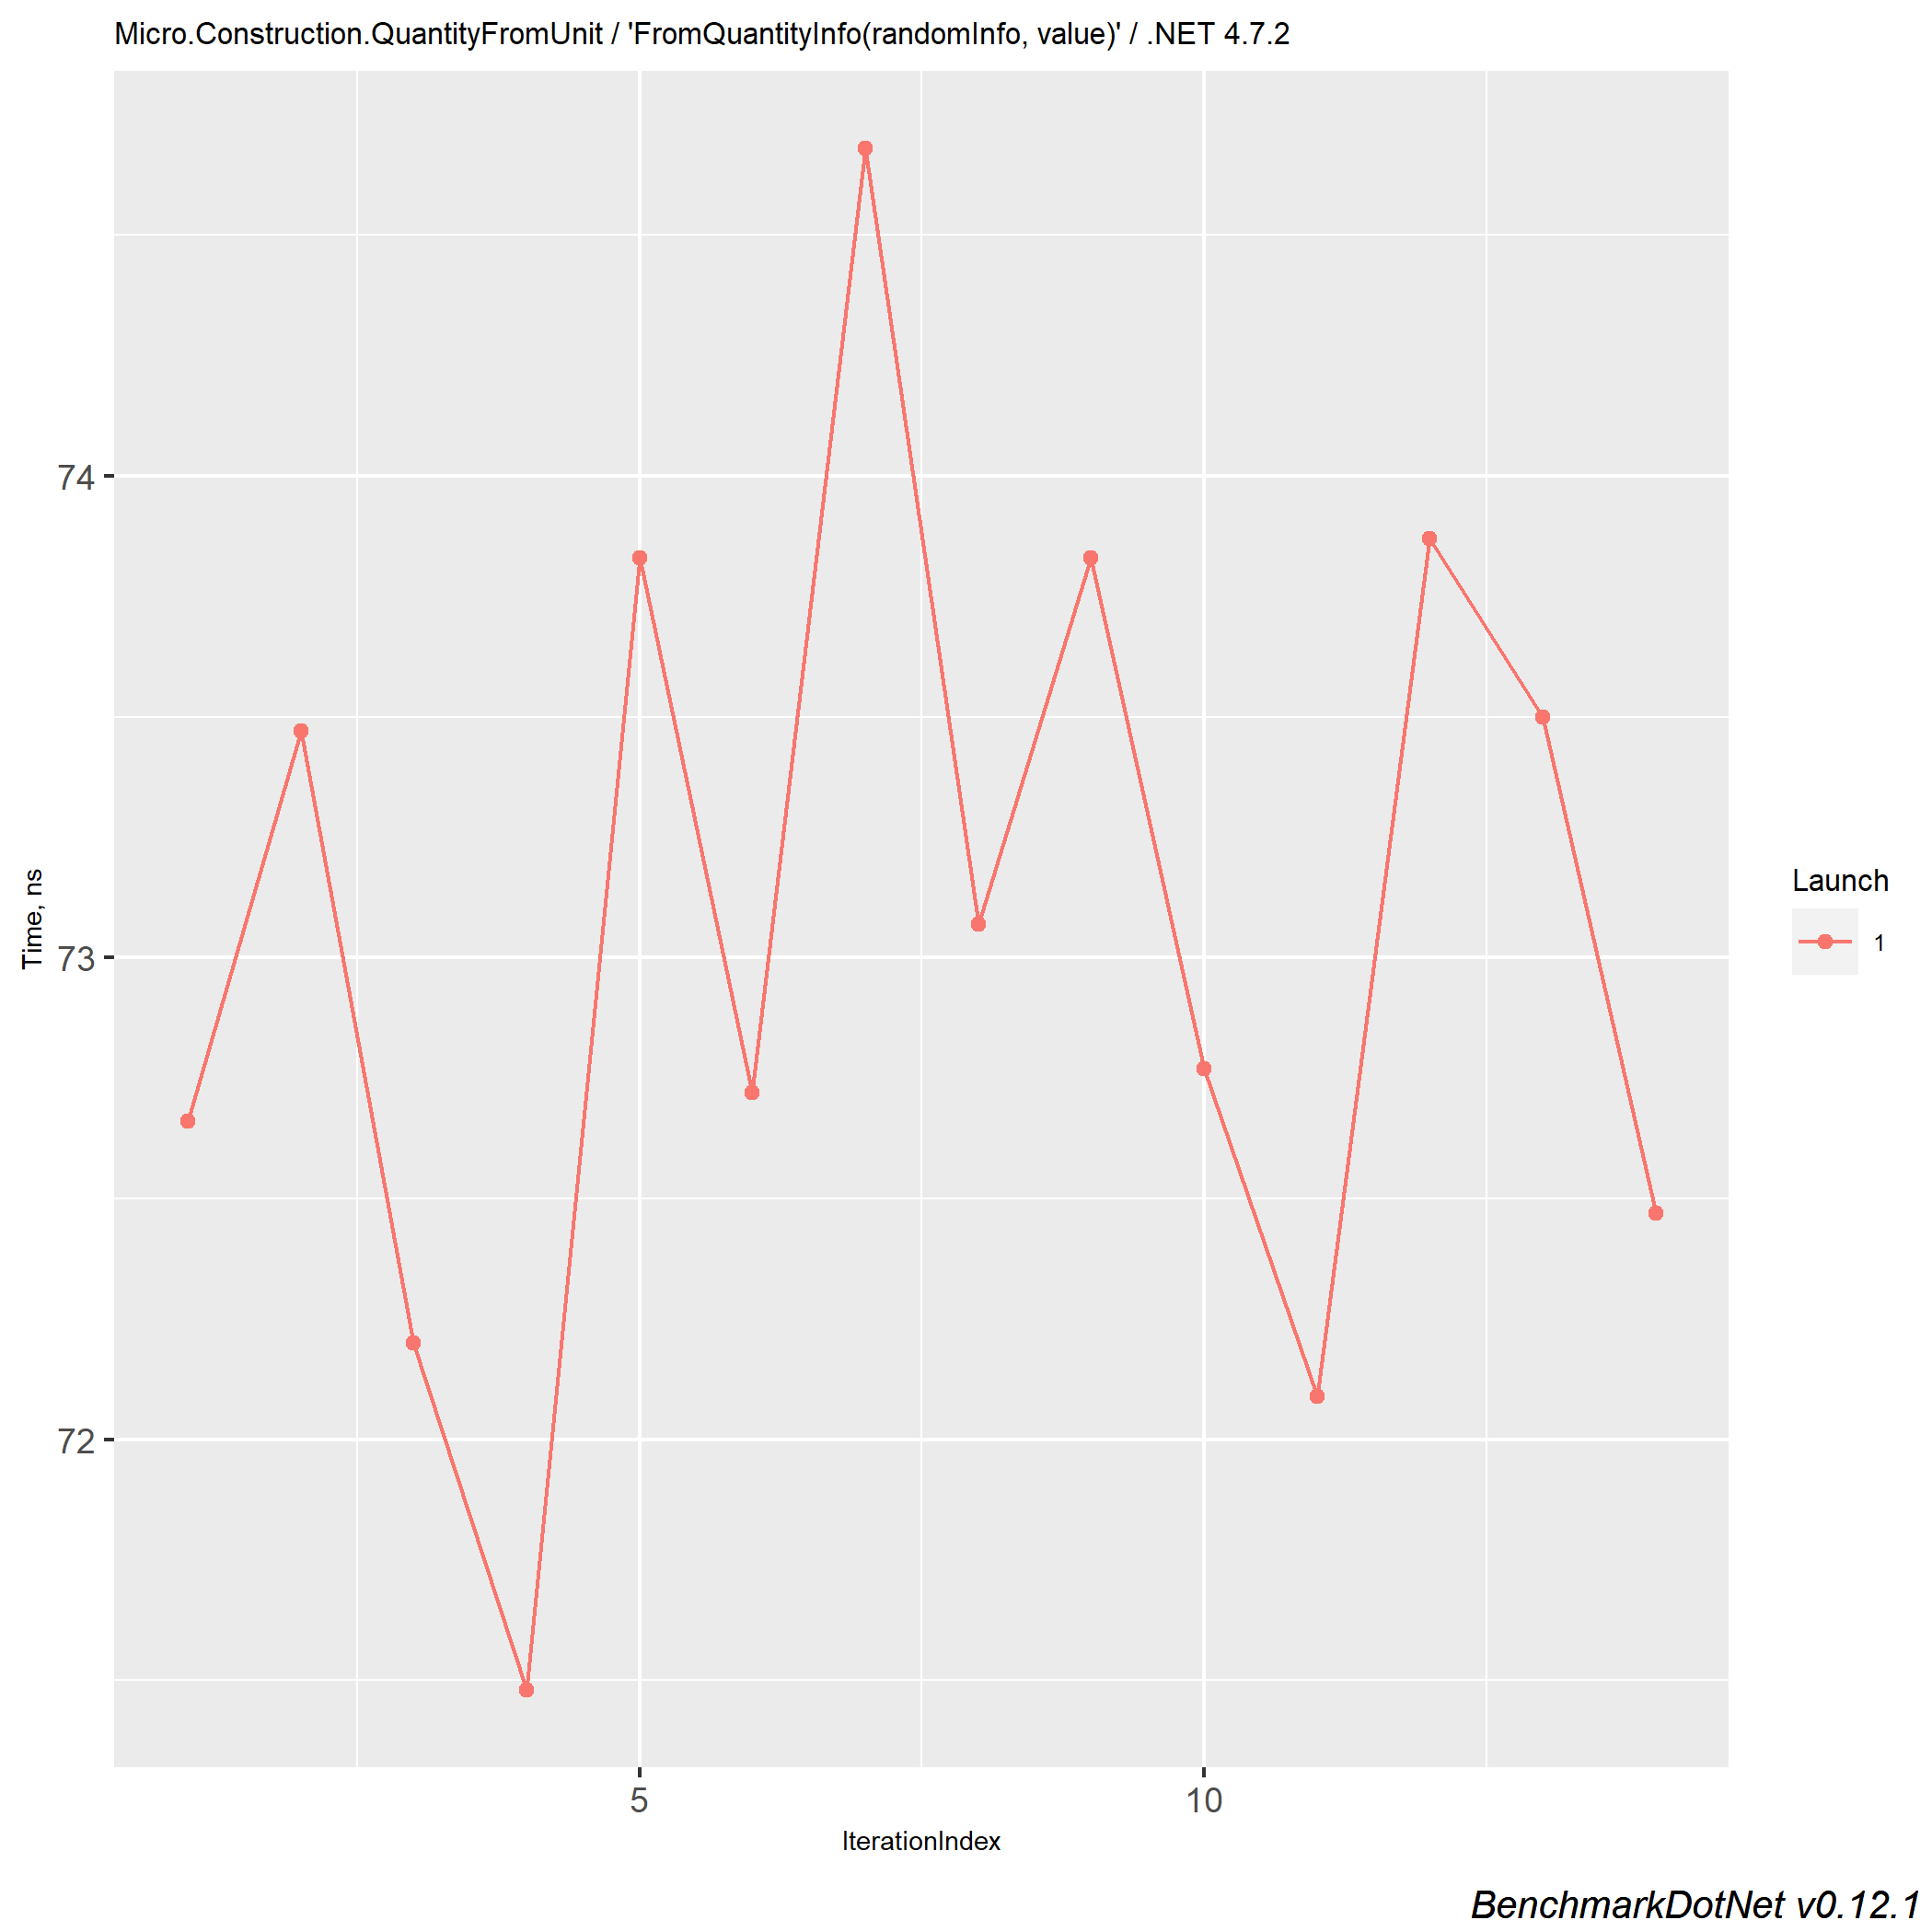 Micro.Construction.QuantityFromUnit / 'FromQuantityInfo(randomInfo, value)' / .NET 4.7.2
74
73
72
Time, ns
5
10
IterationIndex
Launch
1
BenchmarkDotNet v0.12.1